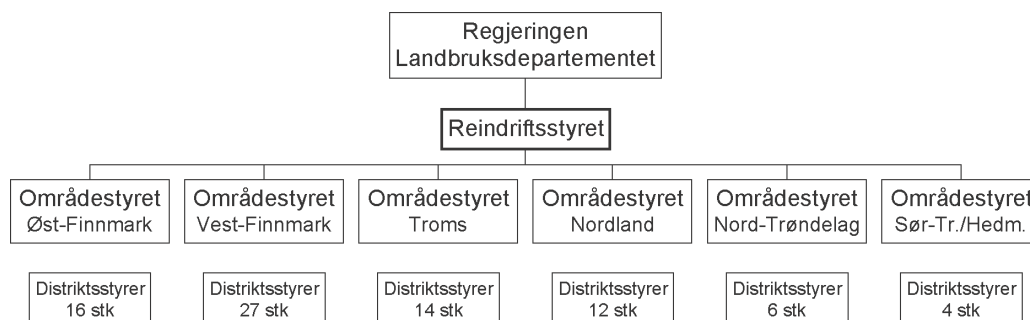 Regjeringen
Landbruksdepartementet
Reindriftsstyret
Områdestyret
Øst-Finnmark
Områdestyret
Vest-Finnmark
Områdestyret
Troms
Områdestyret
Nordland
Områdestyret
Nord-Trøndelag
Områdestyret
Sør-Tr./Hedm.
Distriktsstyrer
16 stk
Distriktsstyrer
27 stk
Distriktsstyrer
14 stk
Distriktsstyrer
12 stk
Distriktsstyrer
6 stk
Distriktsstyrer
4 stk